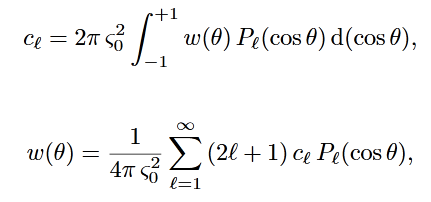 c_ℓ = 2π ς_0^2 ∫_{−1}^{+1} w(θ) P_ℓ(cos θ) d(cos θ),
w(θ) = \frac{1}{4π ς_0^2} ∑_{ℓ=1}^{∞} (2ℓ + 1) c_ℓ P_ℓ(cos θ),